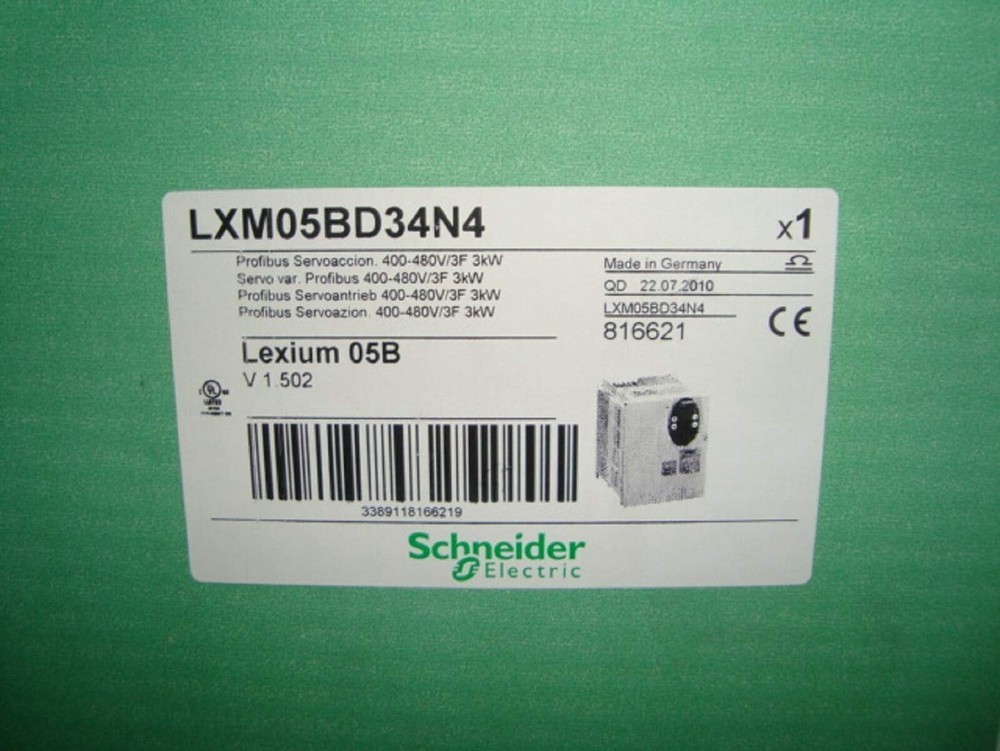 LXM05BD34N4
x1
Profibus Servoaccion. 400-480V/3F 3kW
Servo var. Profibus 400-480V/3F 3kW
Profibus Servoantrieb 400-480V/3F 3kW
Profibus Servoazion. 400-480V/3F 3kW
Made in Germany
QD 22.07.2010
LXM05BD34N4
816621
CE
Lexium 05B
V 1.502
UL
LISTED
3389118166219
Schneider
Electric